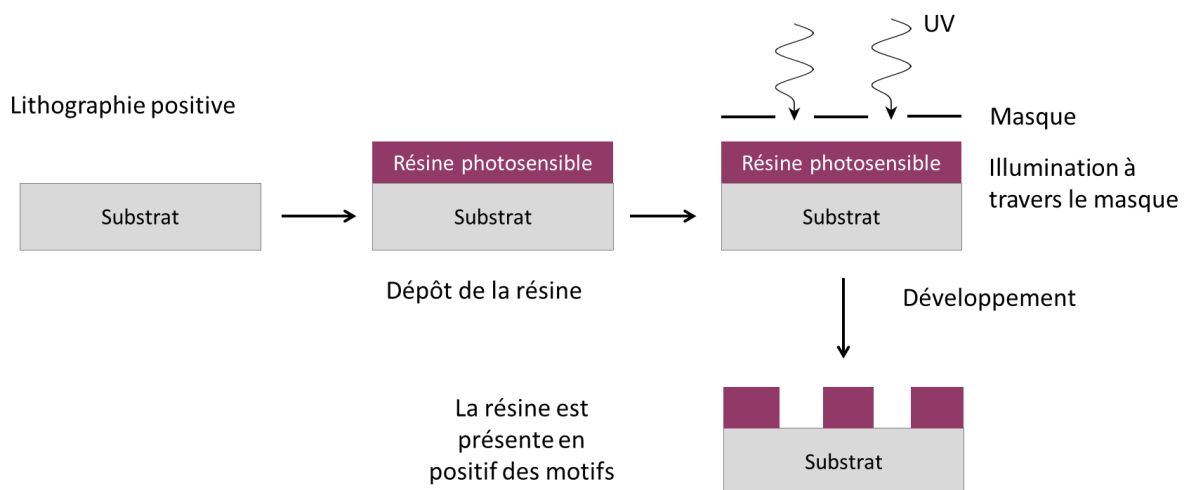 Lithographie positive
UV
Masque
Résine photosensible
Résine photosensible
Illumination à
travers le masque
Substrat
Substrat
Substrat
Dépôt de la résine
Développement
La résine est
présente en
positif des motifs
Substrat